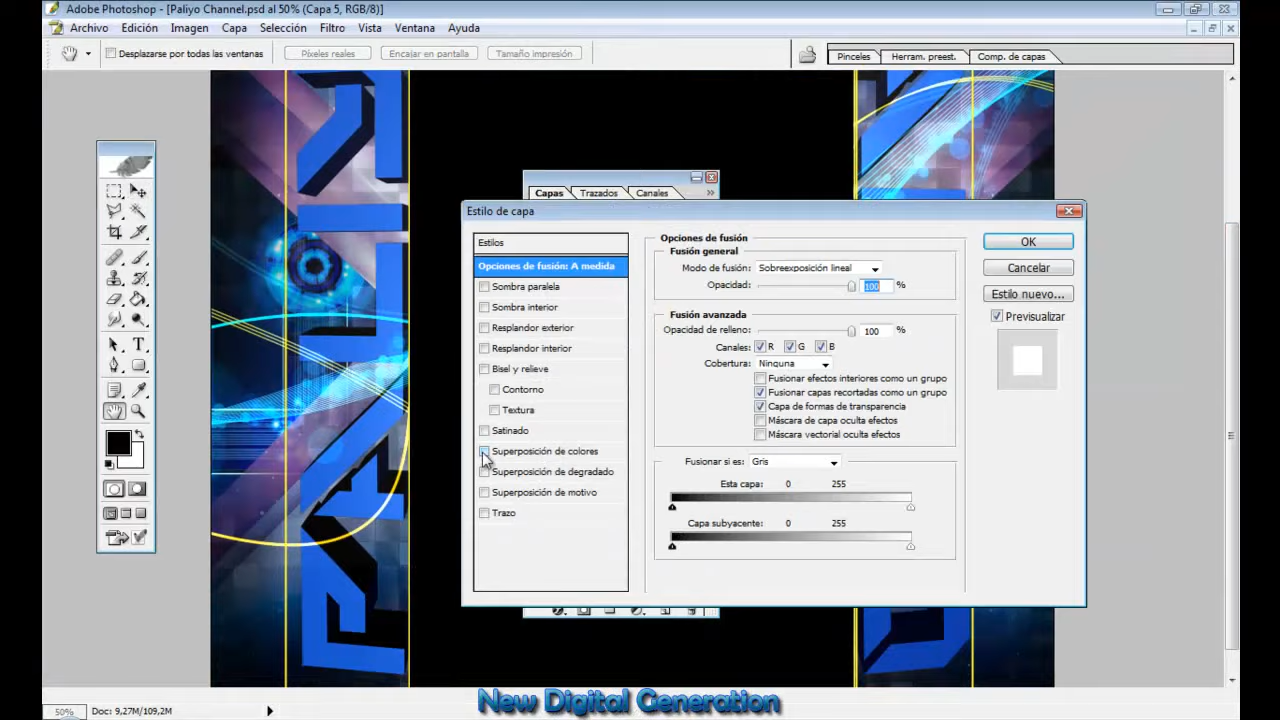 Adobe Photoshop - [Paliyo Channel.psd al 50% (Capa 5, RGB/8)]
Archivo Edición Imagen Capa Selección Filtro Vista Ventana Ayuda
Desplazarse por todas las ventanas Píxeles reales Encajar en pantalla Tamaño impresión Pinceles Herram. preest. Comp. de capas
Capas Trazados Canales
Estilo de capa
Estilos
Opciones de fusión: A medida
Sombra paralela
Sombra interior
Resplandor exterior
Resplandor interior
Bisel y relieve
Contorno
Textura
Satinado
Superposición de colores
Superposición de degradado
Superposición de motivo
Trazo
Opciones de fusión
Fusión general
Modo de fusión: Sobreexposición lineal
Opacidad: 100 %
Fusión avanzada
Opacidad de relleno: 100 %
Canales: R G B
Cobertura: Ninguna
Fusionar efectos interiores como un grupo
Fusionar capas recortadas como un grupo
Capa de formas de transparencia
Máscara de capa oculta efectos
Máscara vectorial oculta efectos
Fusionar si es: Gris
Esta capa: 0 255
Capa subyacente: 0 255
OK
Cancelar
Estilo nuevo...
Previsualizar
50% Doc: 9,27M/109,2M
New Digital Generation